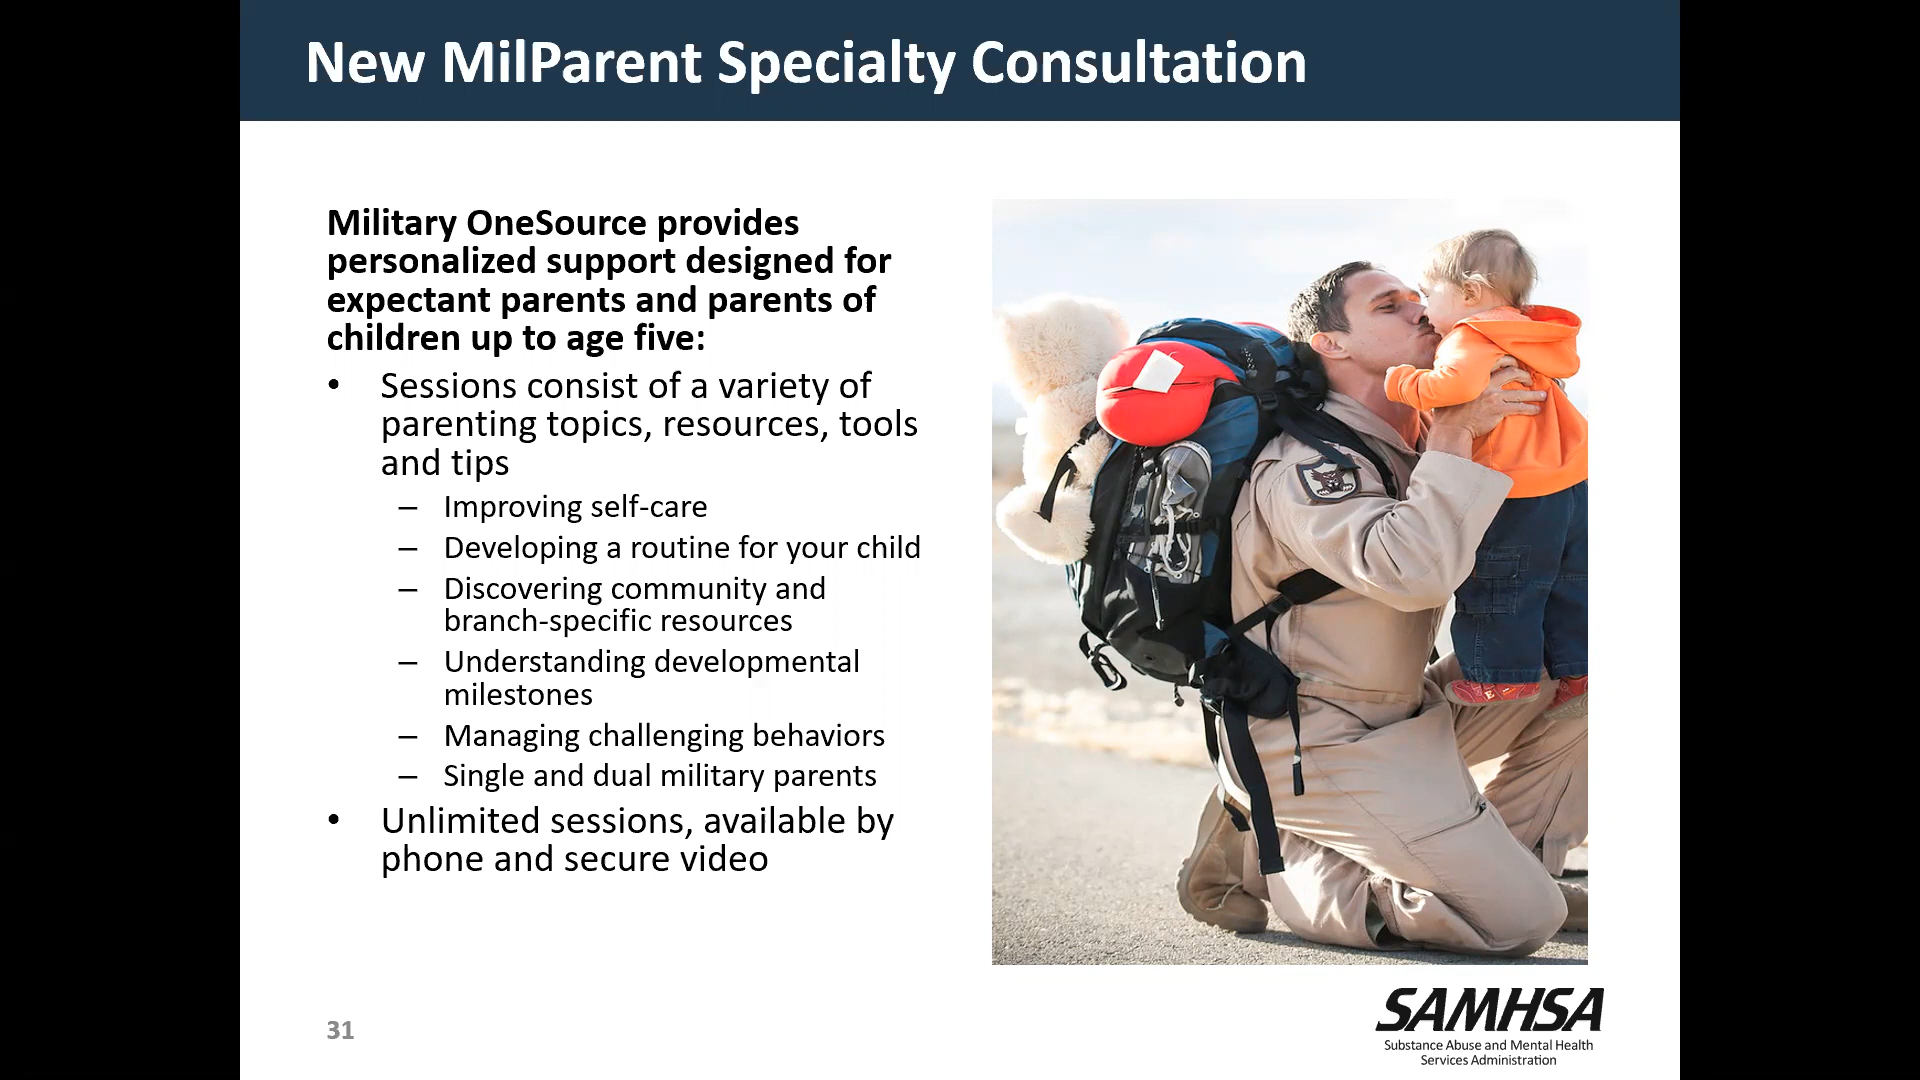 New MilParent Specialty Consultation
Military OneSource provides
personalized support designed for
expectant parents and parents of
children up to age five:
• Sessions consist of a variety of
parenting topics, resources, tools
and tips
– Improving self-care
– Developing a routine for your child
– Discovering community and
branch-specific resources
– Understanding developmental
milestones
– Managing challenging behaviors
– Single and dual military parents
• Unlimited sessions, available by
phone and secure video
31
SAMHSA
Substance Abuse and Mental Health
Services Administration